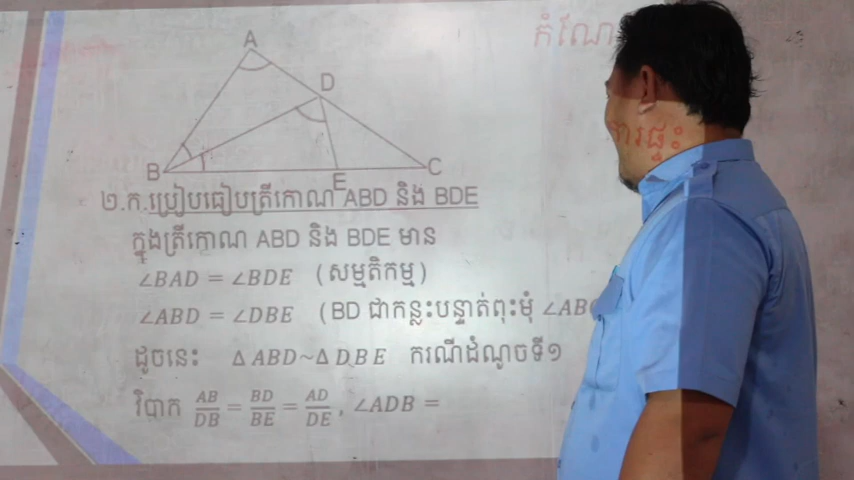 កំណែ
ការផ្ទះ
A
D
B
E
C
២.ក.ប្រៀបធៀបត្រីកោណ ABD និង BDE
ក្នុងត្រីកោណ ABD និង BDE មាន
∠BAD = ∠BDE (សម្មតិកម្ម)
∠ABD = ∠DBE (BD ជាកន្លះបន្ទាត់ពុះមុំ ∠AB
ដូចនេះ Δ ABD~Δ DBE ករណីដំណូចទី១
វិបាក AB/DB = BD/BE = AD/DE , ∠ADB =